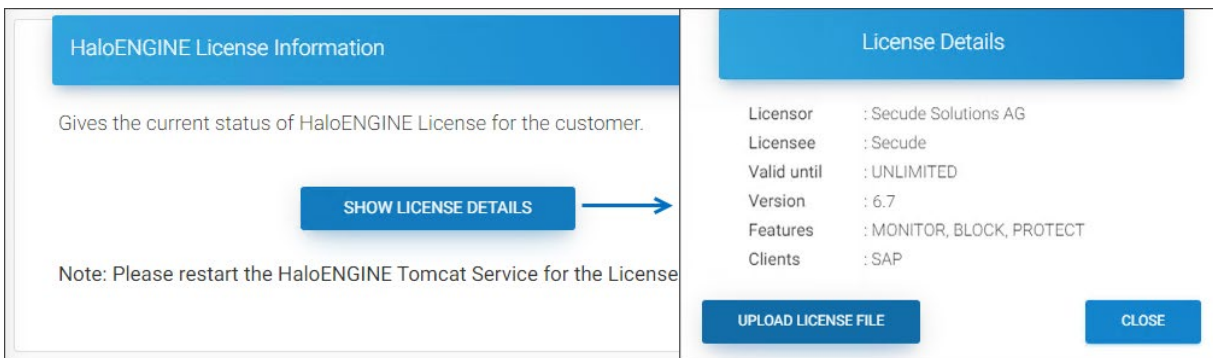 HaloENGINE License Information
Gives the current status of HaloENGINE License for the customer.
SHOW LICENSE DETAILS
Note: Please restart the HaloENGINE Tomcat Service for the License
License Details
Licensor : Secude Solutions AG
Licensee : Secude
Valid until : UNLIMITED
Version : 6.7
Features : MONITOR, BLOCK, PROTECT
Clients : SAP
UPLOAD LICENSE FILE
CLOSE